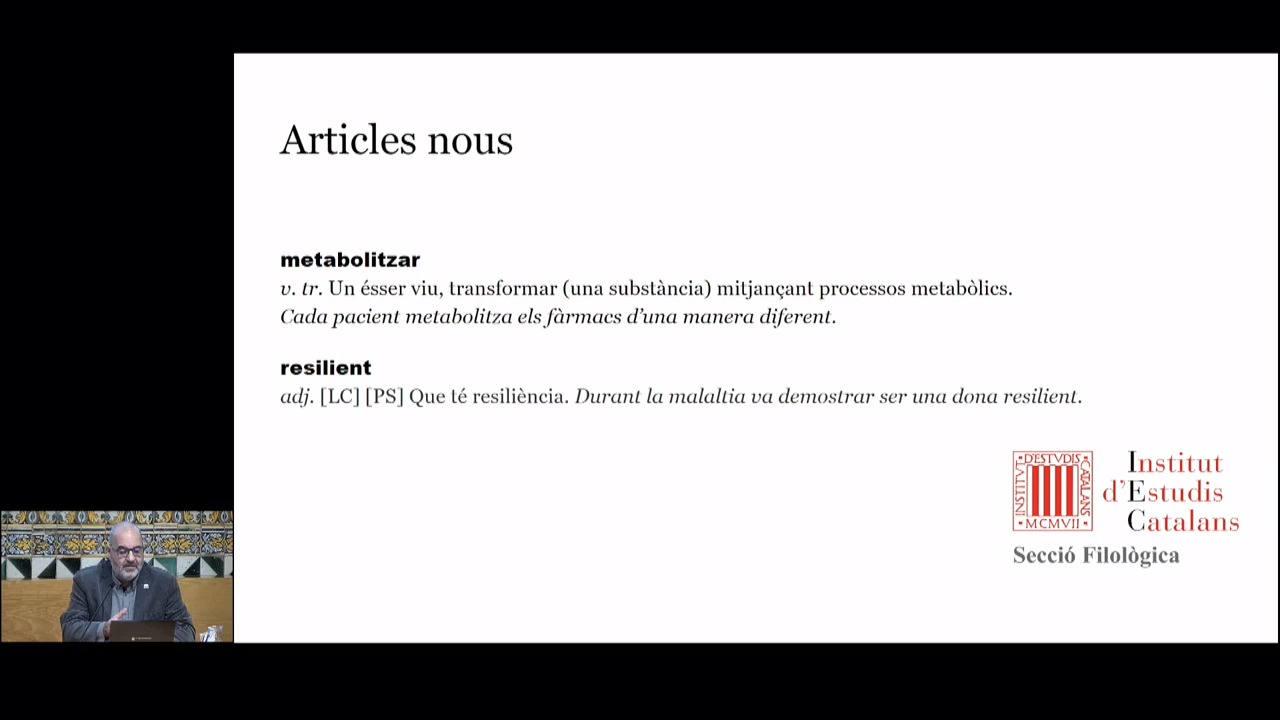 Articles nous
metabolitzar
v. tr. Un ésser viu, transformar (una substància) mitjançant processos metabòlics.
Cada pacient metabolitza els fàrmacs d’una manera diferent.
resilient
adj. [LC] [PS] Que té resiliència. Durant la malaltia va demostrar ser una dona resilient.
INSTITVT
D'ESTVDIS
CATALANS
MCMVII
Institut
d’Estudis
Catalans
Secció Filològica